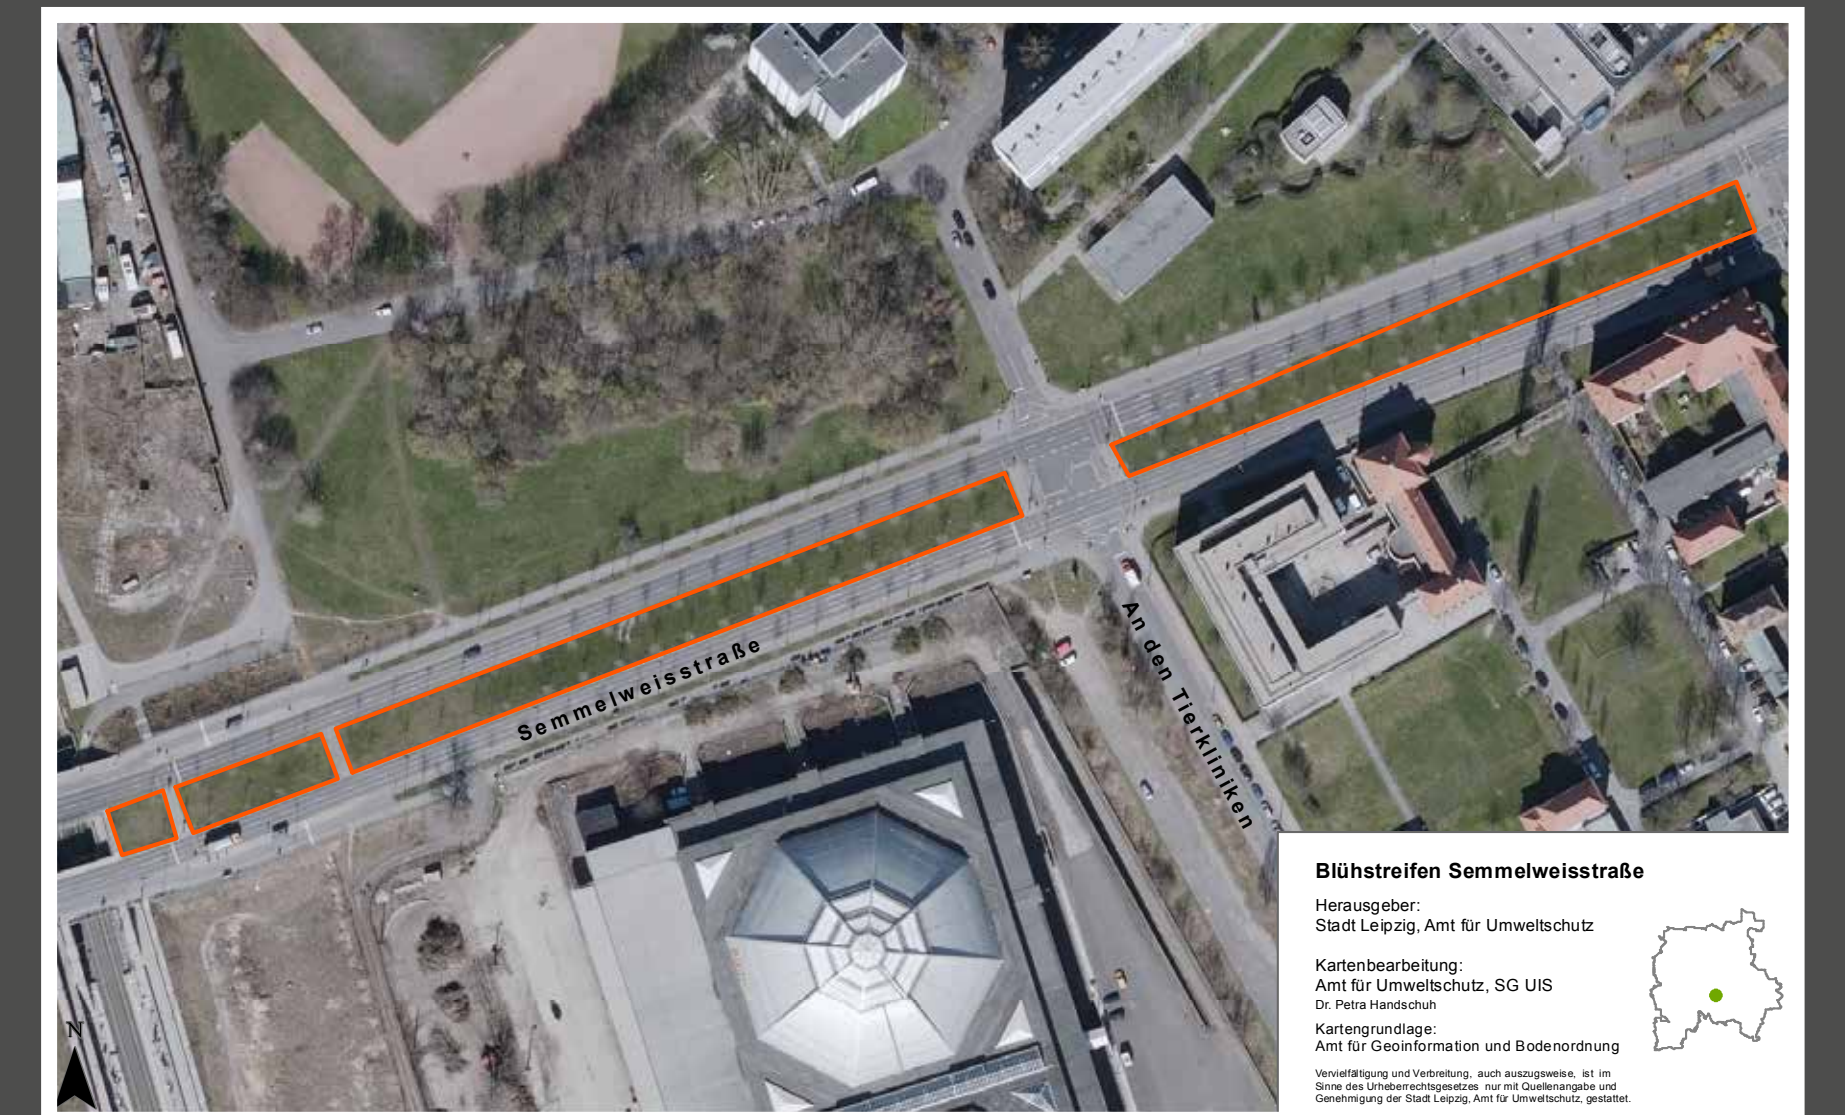 Semmelweisstraße
An den Tierkliniken
N
Blühstreifen Semmelweisstraße
Herausgeber:
Stadt Leipzig, Amt für Umweltschutz
Kartenbearbeitung:
Amt für Umweltschutz, SG UIS
Dr. Petra Handschuh
Kartengrundlage:
Amt für Geoinformation und Bodenordnung
Vervielfältigung und Verbreitung, auch auszugsweise, ist im
Sinne des Urheberrechtsgesetzes nur mit Quellenangabe und
Genehmigung der Stadt Leipzig, Amt für Umweltschutz, gestattet.